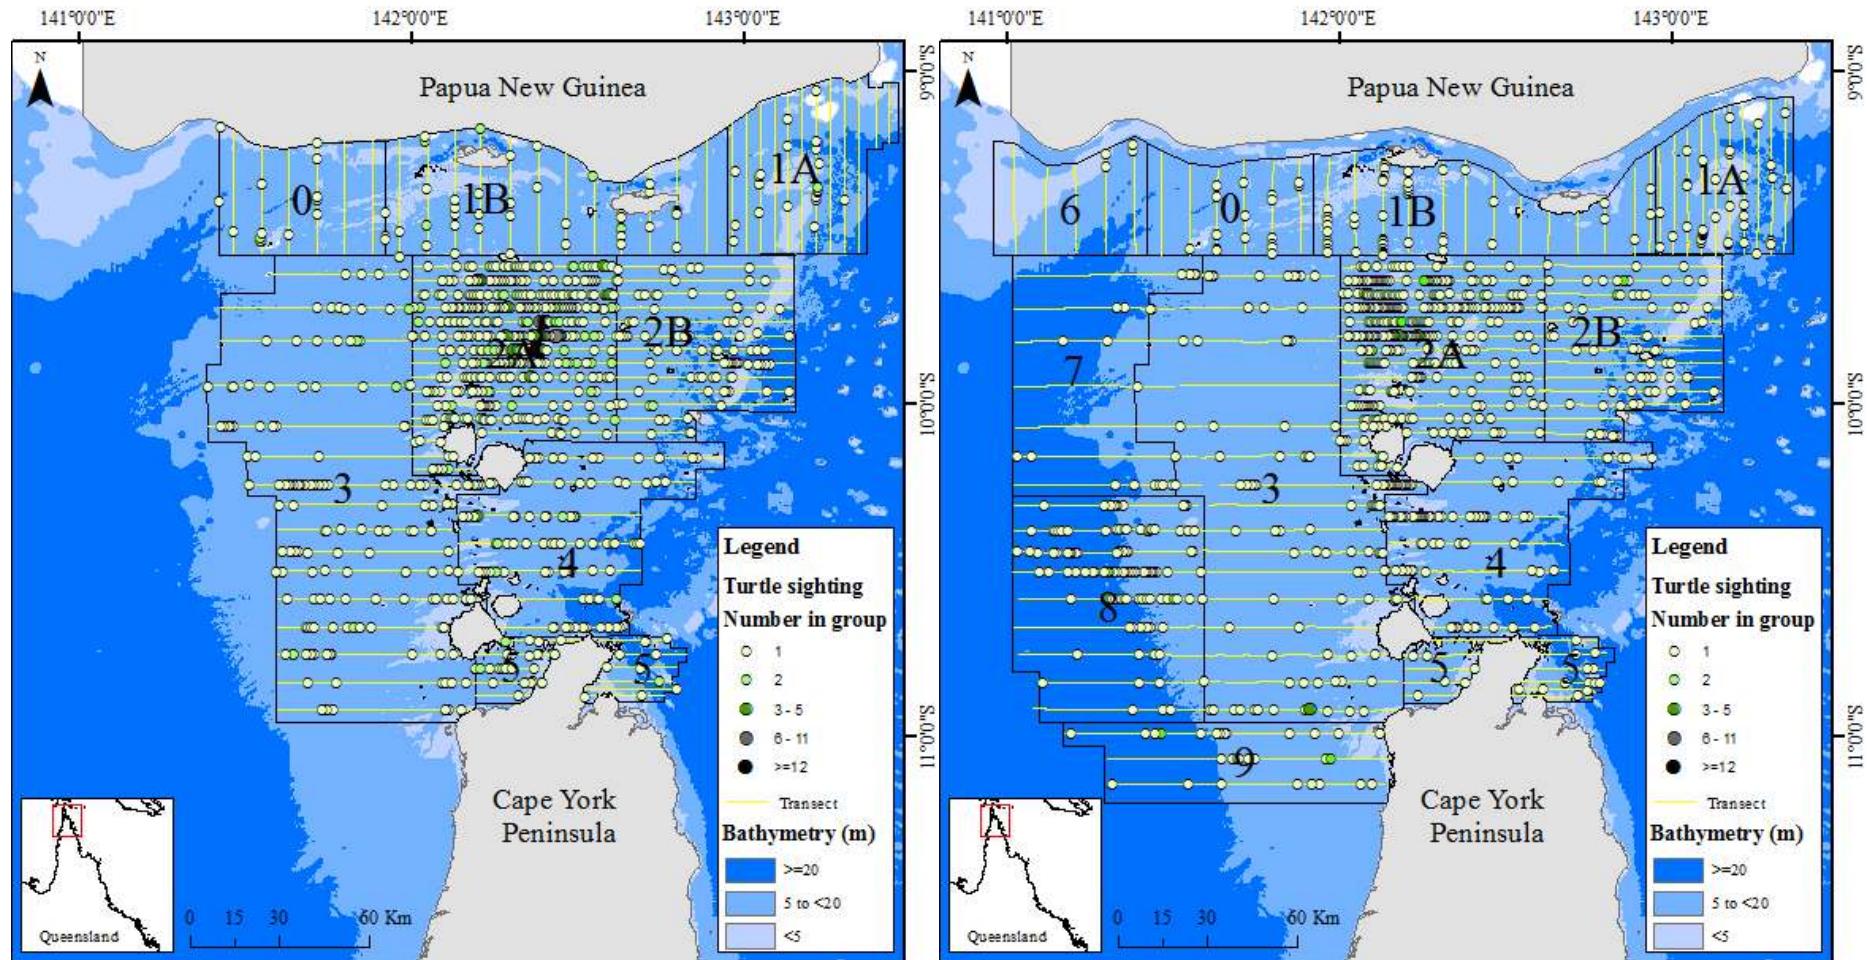 141°0'0"E 142°0'0"E 143°0'0"E
N
Papua New Guinea
9°0'0"S
0
1B
1A
2A
2B
10°0'0"S
3
4
5
5
11°0'0"S
Cape York
Peninsula
Legend
Turtle sighting
Number in group
1
2
3 - 5
6 - 11
>=12
Transect
Bathymetry (m)
>=20
5 to <20
<5
Queensland
0 15 30 60 Km
141°0'0"E 142°0'0"E 143°0'0"E
N
Papua New Guinea
9°0'0"S
6
0
1B
1A
7
2A
2B
10°0'0"S
3
4
8
5
5
9
11°0'0"S
Cape York
Peninsula
Legend
Turtle sighting
Number in group
1
2
3 - 5
6 - 11
>=12
Transect
Bathymetry (m)
>=20
5 to <20
<5
Queensland
0 15 30 60 Km